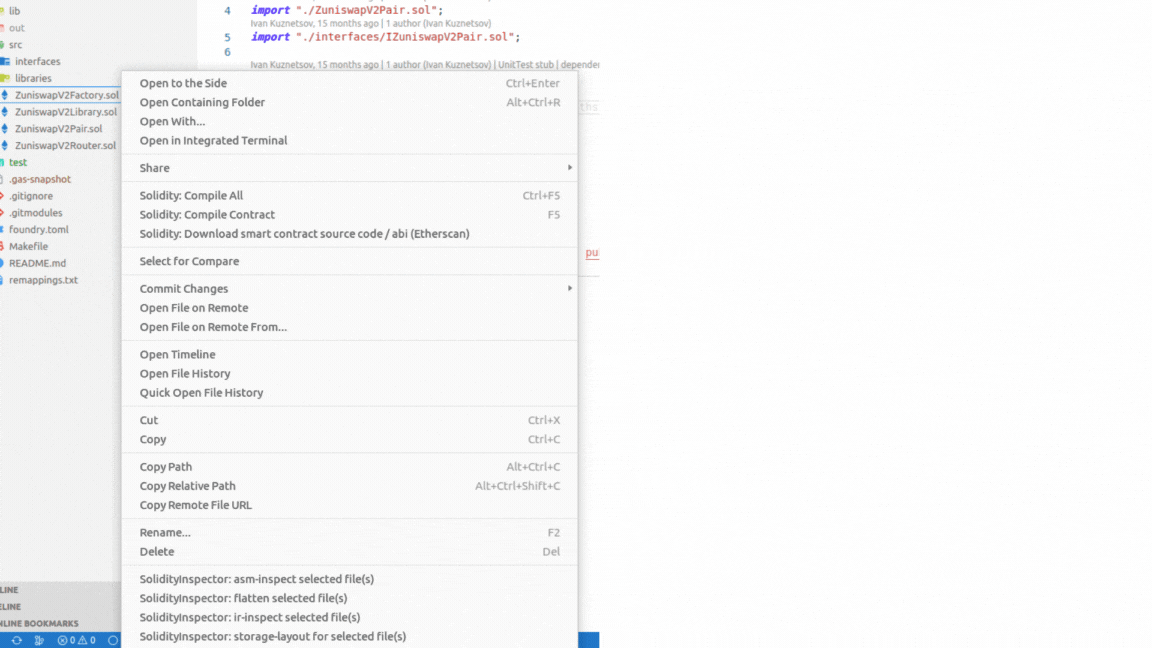 lib
out
src
interfaces
libraries
ZuniswapV2Factory.sol
ZuniswapV2Library.sol
ZuniswapV2Pair.sol
ZuniswapV2Router.sol
test
.gas-snapshot
.gitignore
.gitmodules
foundry.toml
Makefile
README.md
remappings.txt
LINE
ELINE
NLINE BOOKMARKS
0 0
4 import "./ZuniswapV2Pair.sol";
Ivan Kuznetsov, 15 months ago | 1 author (Ivan Kuznetsov)
5 import "./interfaces/IZuniswapV2Pair.sol";
6
Ivan Kuznetsov, 15 months ago | 1 author (Ivan Kuznetsov) | UnitTest stub | depender
ths
pu
Open to the Side Ctrl+Enter
Open Containing Folder Alt+Ctrl+R
Open With...
Open in Integrated Terminal
Share
Solidity: Compile All Ctrl+F5
Solidity: Compile Contract F5
Solidity: Download smart contract source code / abi (Etherscan)
Select for Compare
Commit Changes
Open File on Remote
Open File on Remote From...
Open Timeline
Open File History
Quick Open File History
Cut Ctrl+X
Copy Ctrl+C
Copy Path Alt+Ctrl+C
Copy Relative Path Alt+Ctrl+Shift+C
Copy Remote File URL
Rename... F2
Delete Del
SolidityInspector: asm-inspect selected file(s)
SolidityInspector: flatten selected file(s)
SolidityInspector: ir-inspect selected file(s)
SolidityInspector: storage-layout for selected file(s)